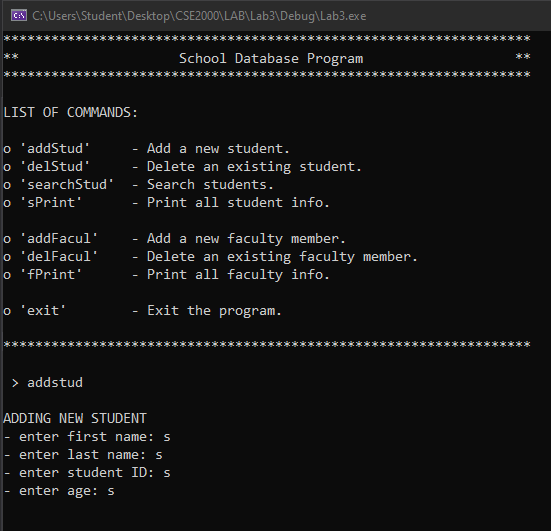 C:\Users\Student\Desktop\CSE2000\LAB\Lab3\Debug\Lab3.exe
******************************************************************
** School Database Program **
******************************************************************
LIST OF COMMANDS:
o 'addStud' - Add a new student.
o 'delStud' - Delete an existing student.
o 'searchStud' - Search students.
o 'sPrint' - Print all student info.
o 'addFacul' - Add a new faculty member.
o 'delFacul' - Delete an existing faculty member.
o 'fPrint' - Print all faculty info.
o 'exit' - Exit the program.
******************************************************************
> addstud
ADDING NEW STUDENT
- enter first name: s
- enter last name: s
- enter student ID: s
- enter age: s